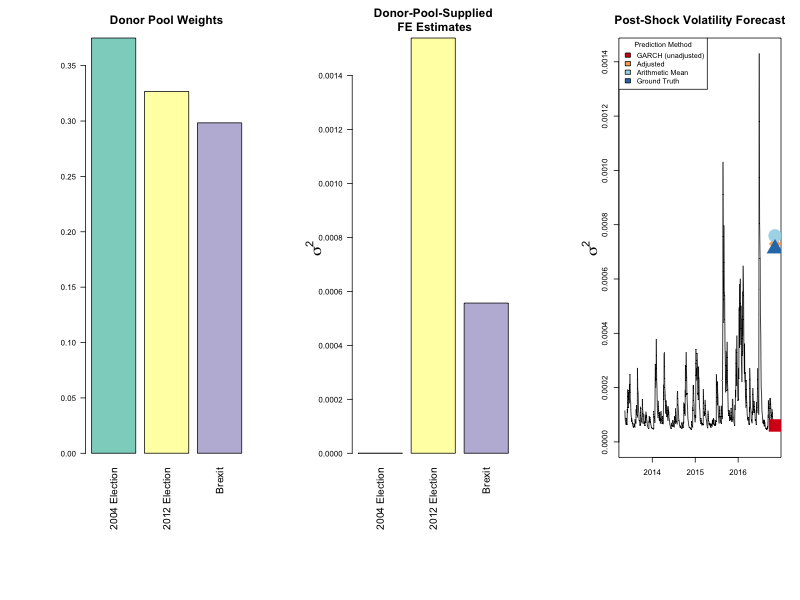 Donor Pool Weights
0.35
0.30
0.25
0.20
0.15
0.10
0.05
0.00
2004 Election
2012 Election
Brexit
Donor-Pool-Supplied
FE Estimates
σ²
0.0014
0.0012
0.0010
0.0008
0.0006
0.0004
0.0002
0.0000
2004 Election
2012 Election
Brexit
Post-Shock Volatility Forecast
Prediction Method
GARCH (unadjusted)
Adjusted
Arithmetic Mean
Ground Truth
σ²
0.0014
0.0012
0.0010
0.0008
0.0006
0.0004
0.0002
0.0000
2014
2015
2016